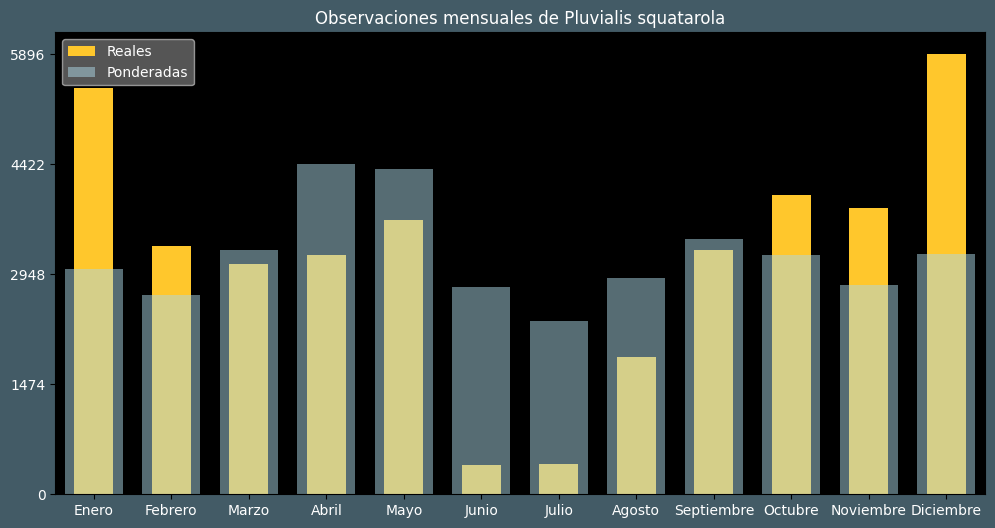 Observaciones mensuales de Pluvialis squatarola
Reales
Ponderadas
5896
4422
2948
1474
0
Enero Febrero Marzo Abril Mayo Junio Julio Agosto Septiembre Octubre Noviembre Diciembre